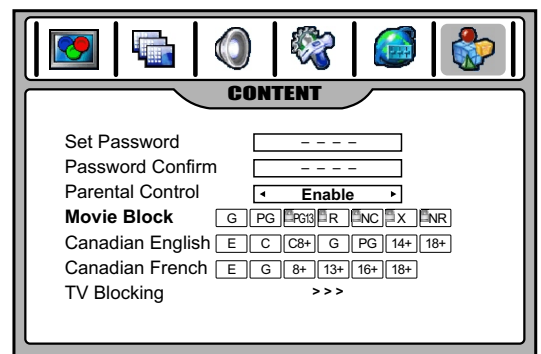 CONTENT
Set Password - - - -
Password Confirm - - - -
Parental Control Enable
Movie Block G PG PG13 R NC X NR
Canadian English E C C8+ G PG 14+ 18+
Canadian French E G 8+ 13+ 16+ 18+
TV Blocking >>>